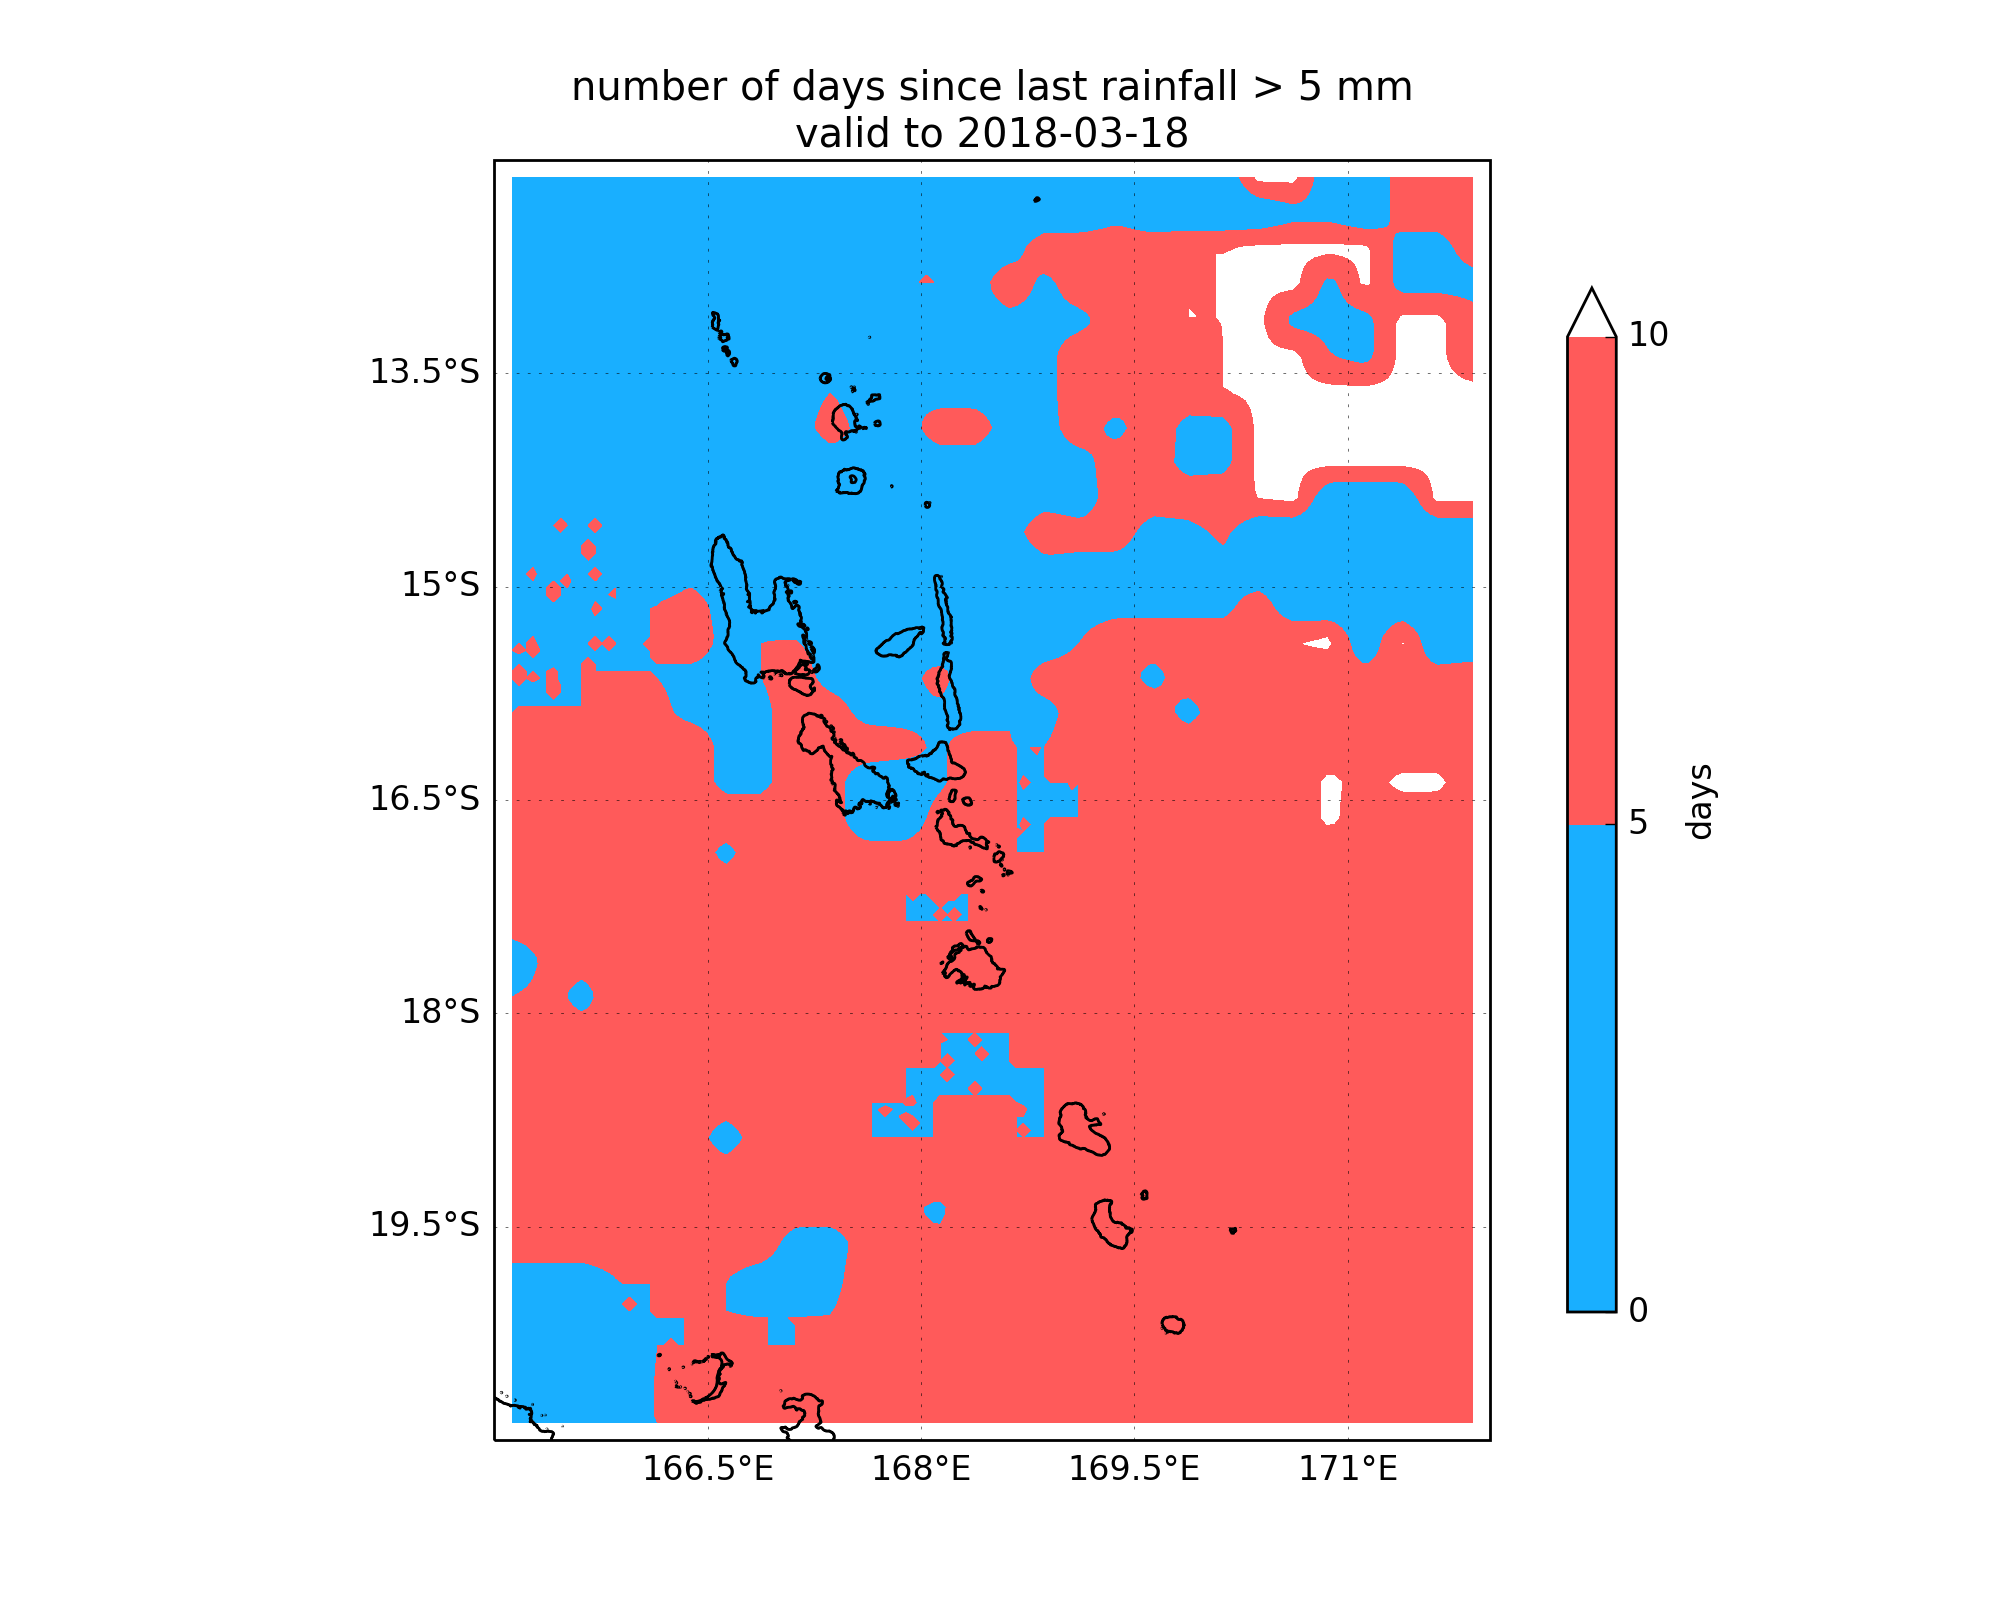 number of days since last rainfall > 5 mm
valid to 2018-03-18
13.5°S
15°S
16.5°S
18°S
19.5°S
166.5°E
168°E
169.5°E
171°E
10
5
0
days